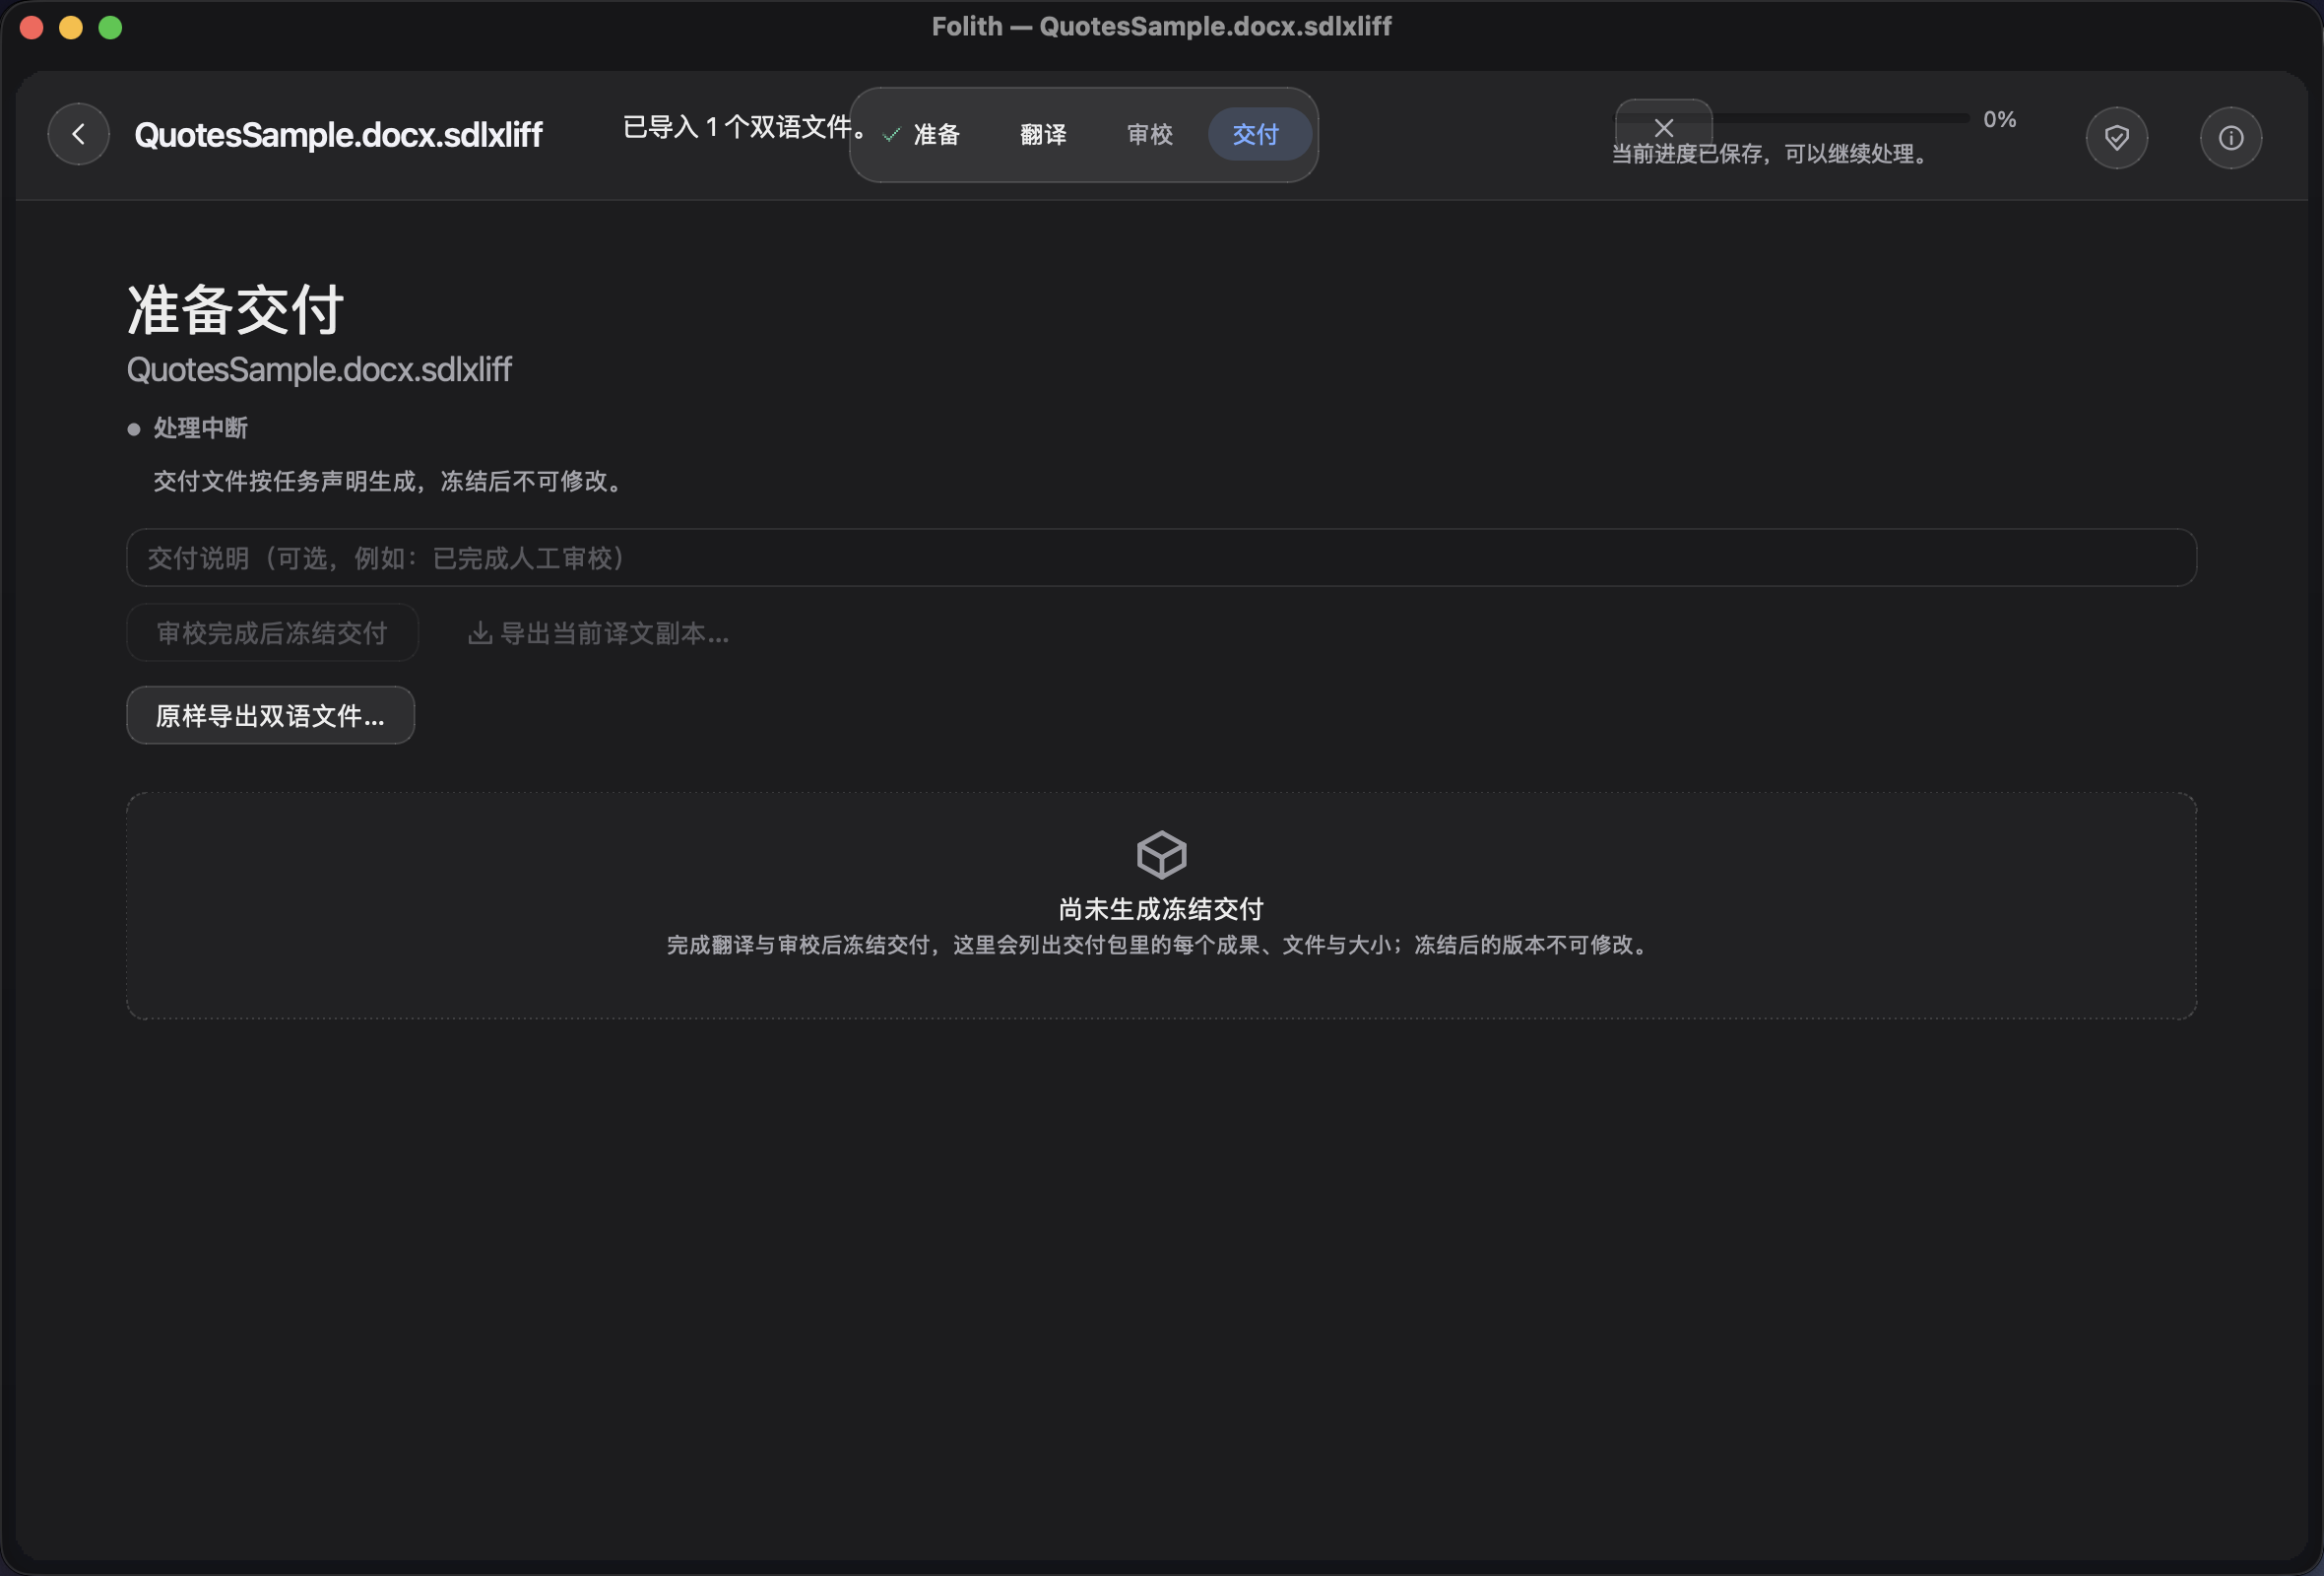 Folith — QuotesSample.docx.sdlxliff
QuotesSample.docx.sdlxliff
已导入 1 个双语文件。
准备
翻译
审校
交付
0%
当前进度已保存，可以继续处理。
准备交付
QuotesSample.docx.sdlxliff
处理中断
交付文件按任务声明生成，冻结后不可修改。
交付说明（可选，例如：已完成人工审校）
审校完成后冻结交付
导出当前译文副本...
原样导出双语文件...
尚未生成冻结交付
完成翻译与审校后冻结交付，这里会列出交付包里的每个成果、文件与大小；冻结后的版本不可修改。